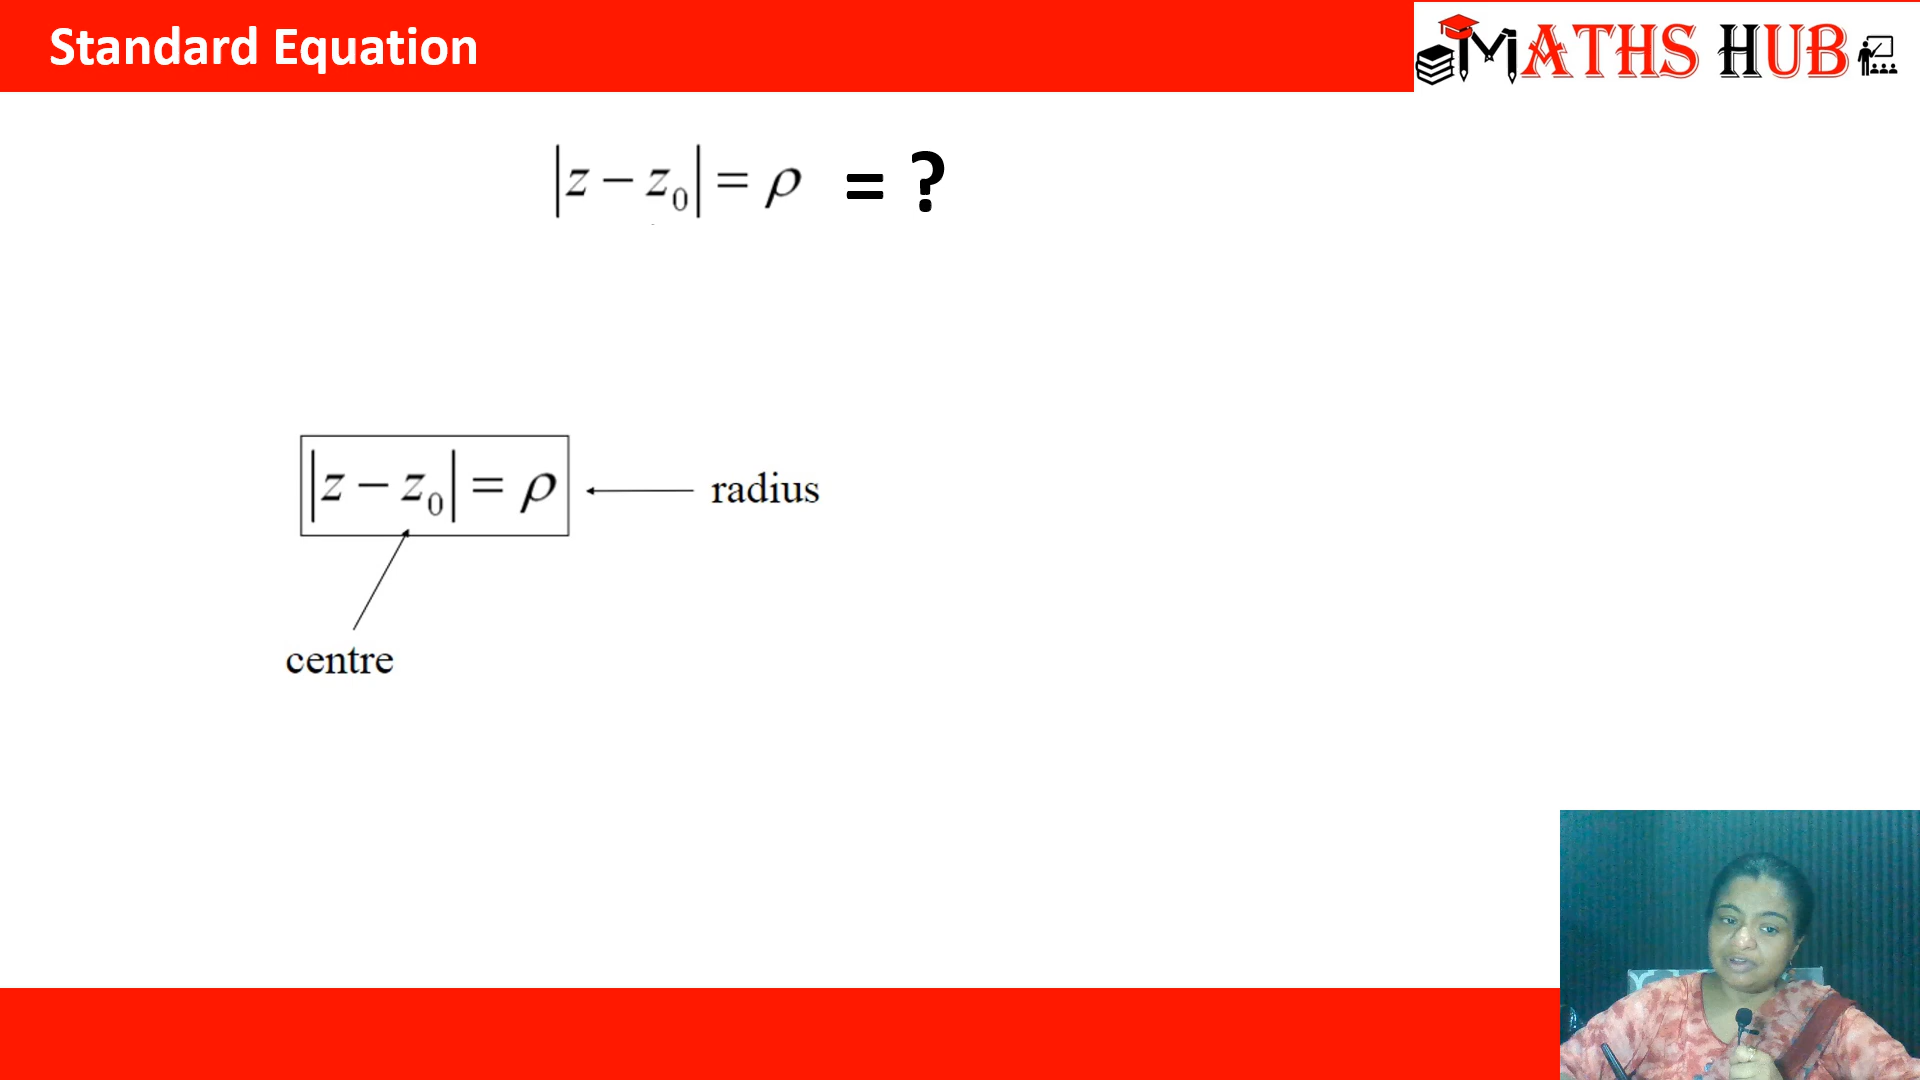 Standard Equation
MATHS HUB
|z − z₀| = ρ = ?
|z − z₀| = ρ
radius
centre